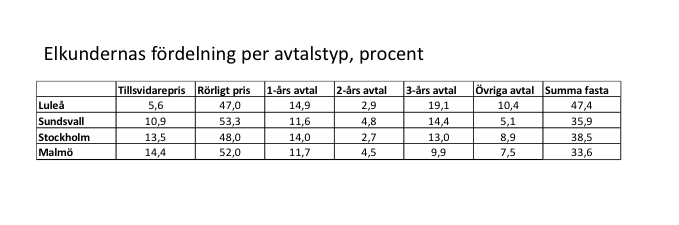 Elkundernas fördelning per avtalstyp, procent
Tillsvidarepris Rörligt pris 1-års avtal 2-års avtal 3-års avtal Övriga avtal Summa fasta
Luleå 5,6 47,0 14,9 2,9 19,1 10,4 47,4
Sundsvall 10,9 53,3 11,6 4,8 14,4 5,1 35,9
Stockholm 13,5 48,0 14,0 2,7 13,0 8,9 38,5
Malmö 14,4 52,0 11,7 4,5 9,9 7,5 33,6